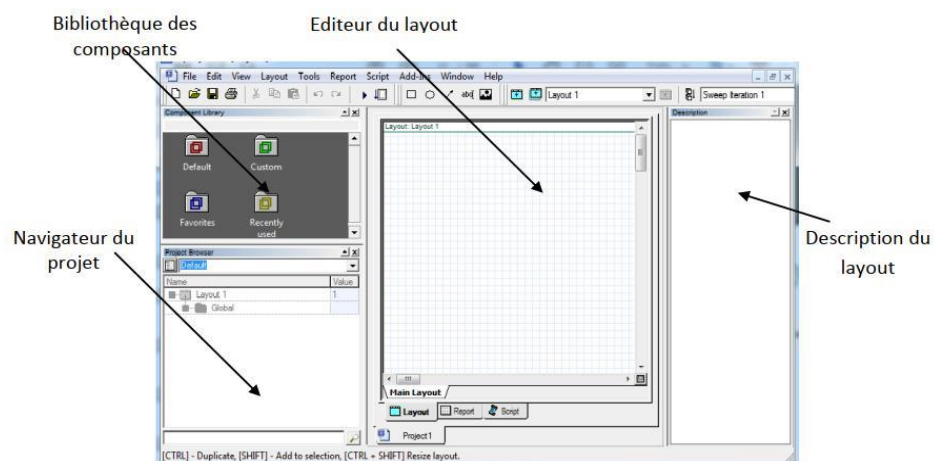 Bibliothèque des
composants
Editeur du layout
File Edit View Layout Tools Report Script Add-Ins Window Help
Layout 1
Sweep Iteration 1
Component Library
Default
Custom
Favorites
Recently
used
Layout: Layout 1
Description
Navigateur du
projet
Description du
layout
Project Browser
Default
Name Value
Layout 1 1
Global
Main Layout
Layout Report Script
Project1
[CTRL] - Duplicate, [SHIFT] - Add to selection, [CTRL + SHIFT] Resize layout.